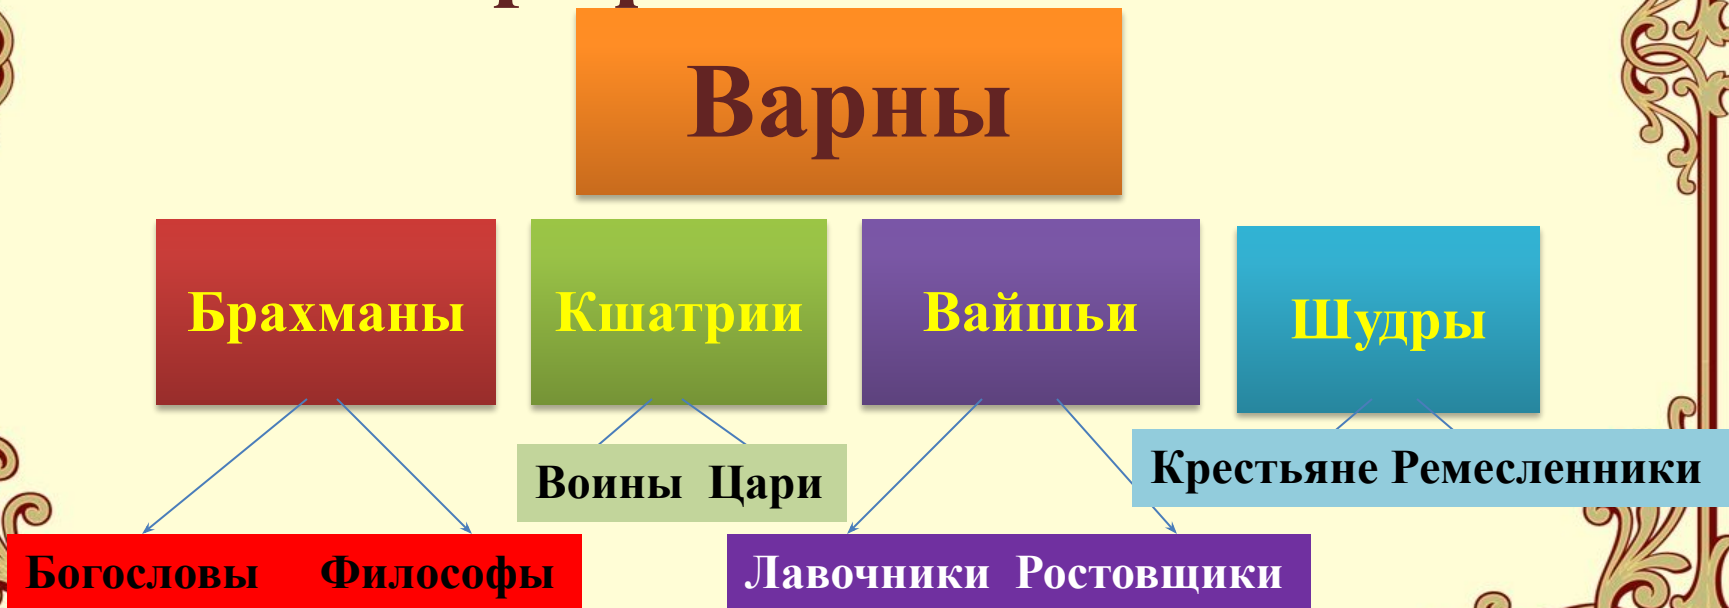 Варны
Брахманы
Кшатрии
Вайшьи
Шудры
Воины Цари
Крестьяне Ремесленники
Богословы Философы
Лавочники Ростовщики